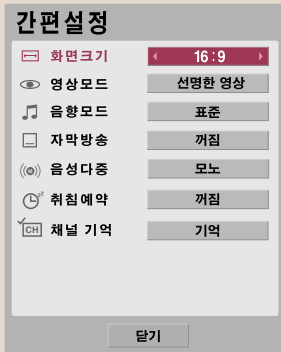 간편설정
화면크기 16:9
영상모드 선명한 영상
음향모드 표준
자막방송 꺼짐
음성다중 모노
취침예약 꺼짐
CH 채널 기억 기억
닫기